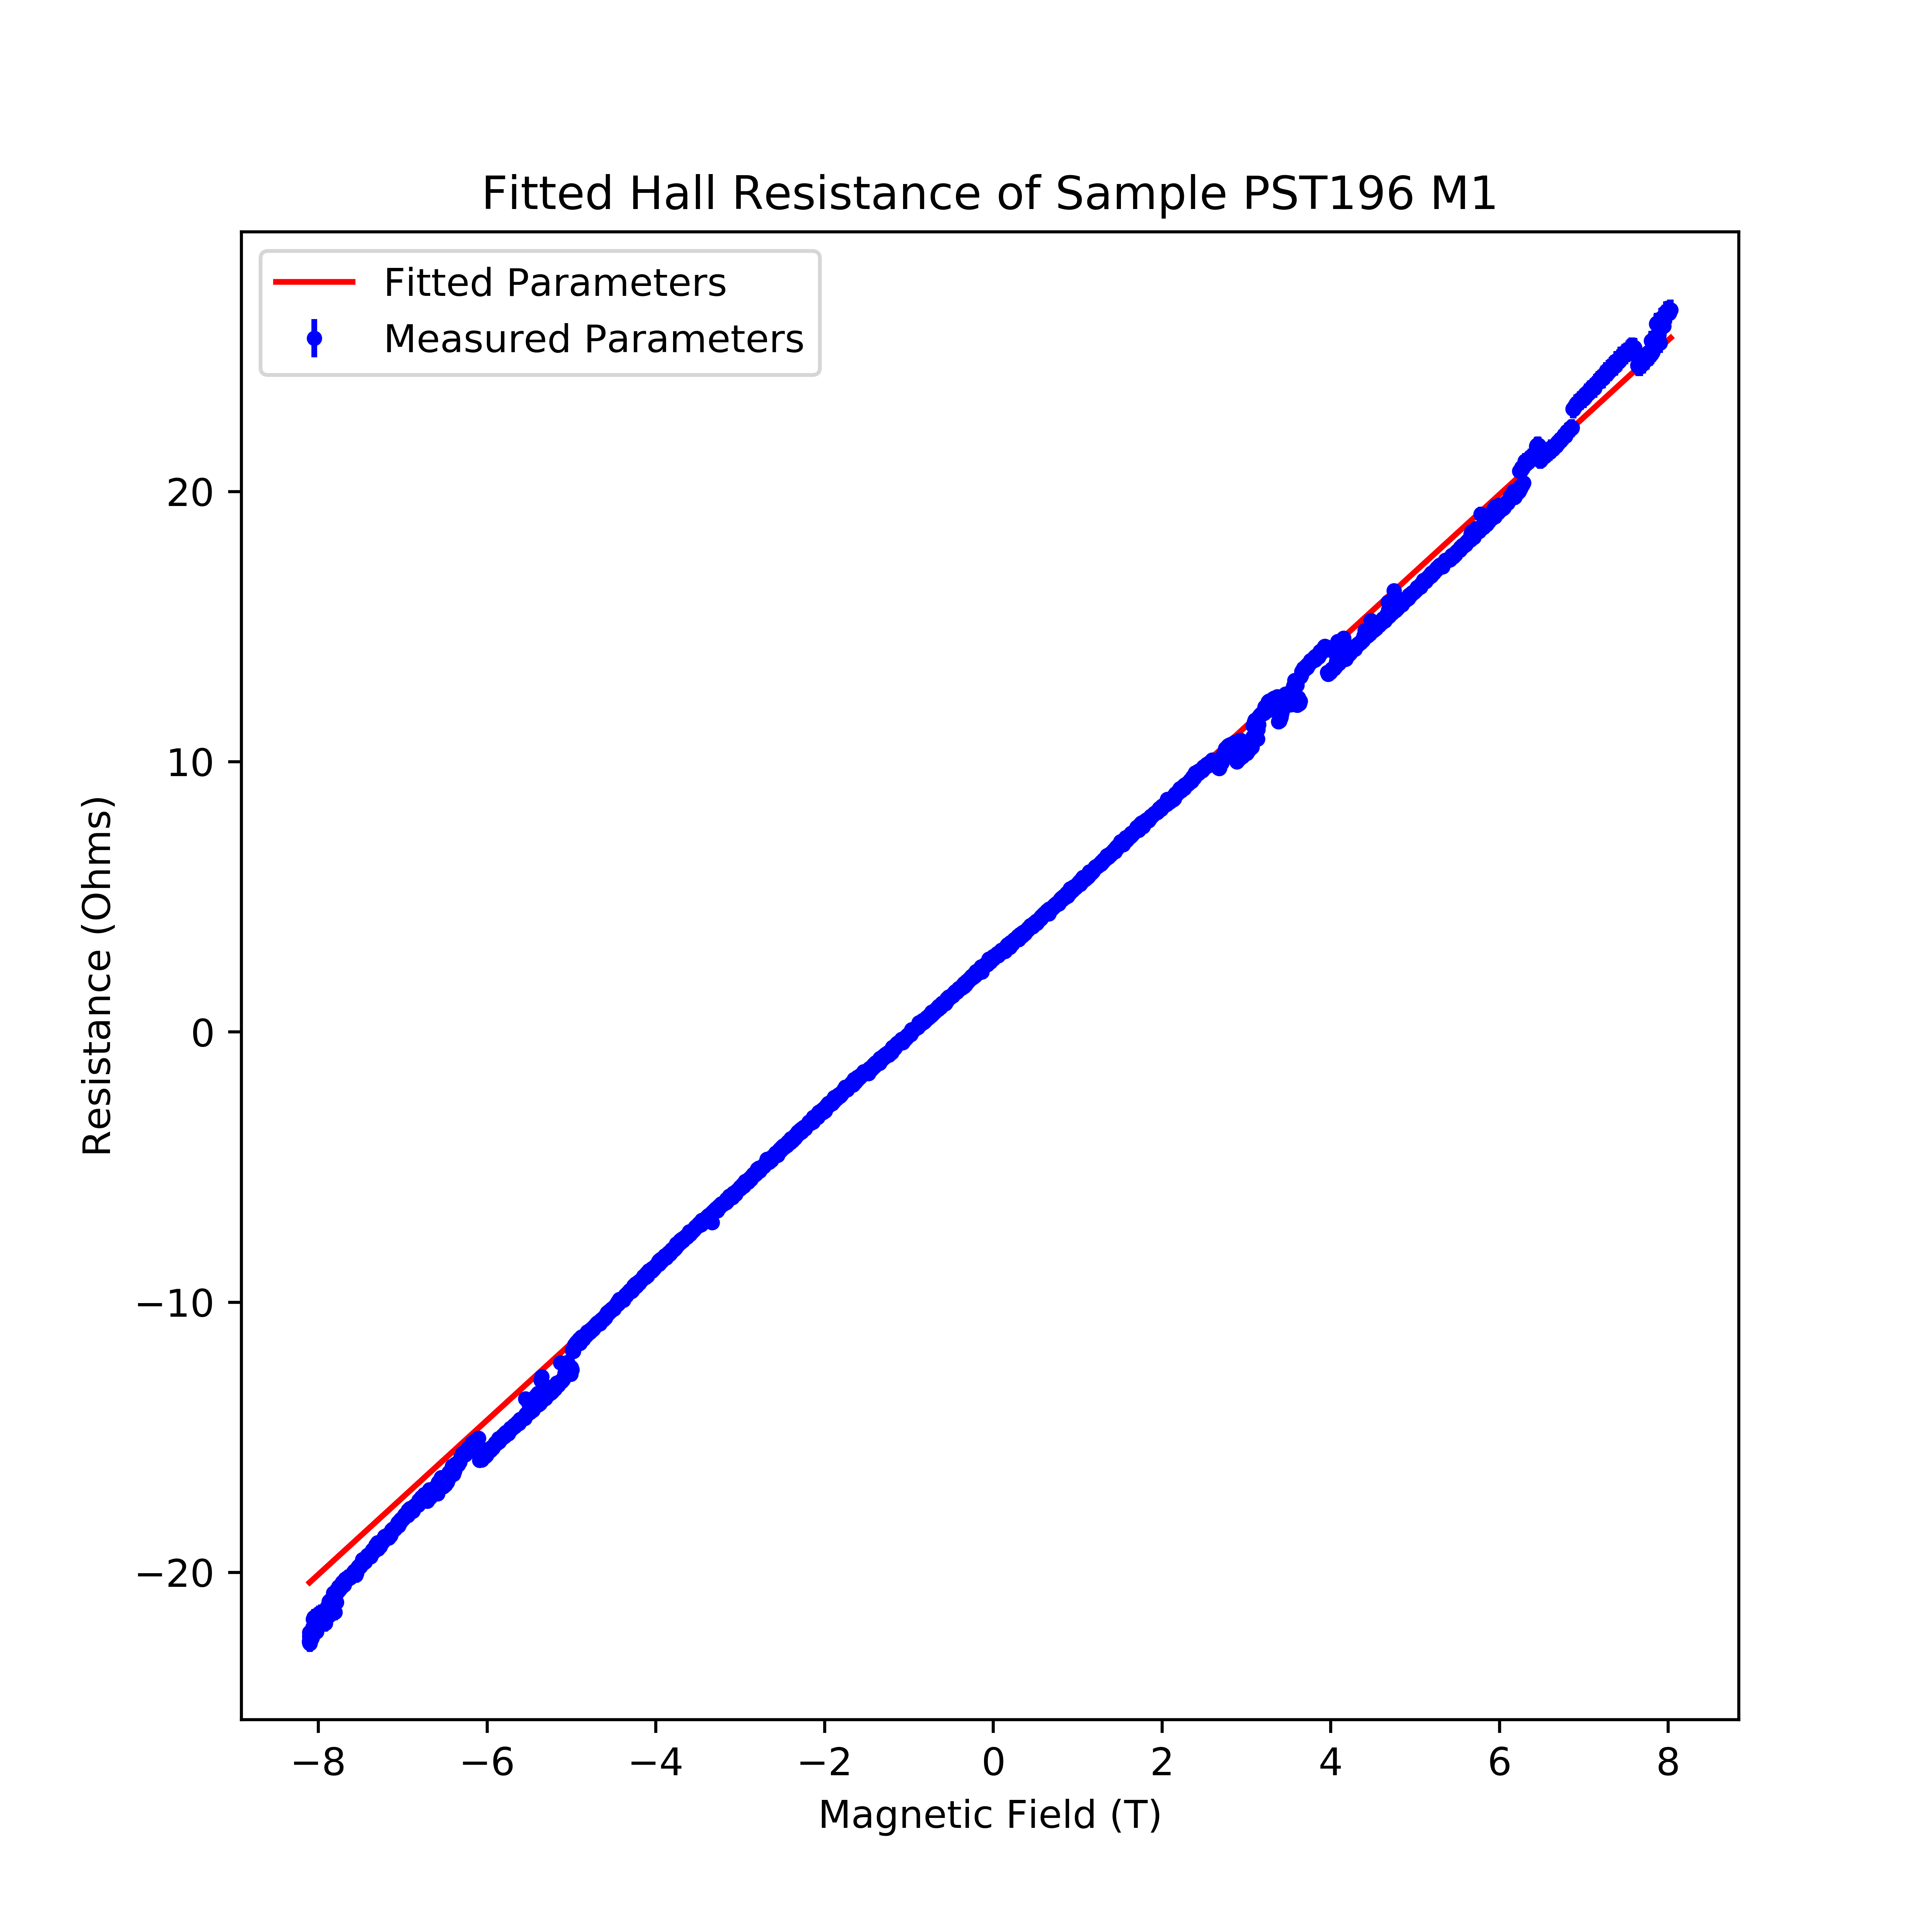 Fitted Hall Resistance of Sample PST196 M1
Fitted Parameters
Measured Parameters
20
10
0
−10
−20
Resistance (Ohms)
−8 −6 −4 −2 0 2 4 6 8
Magnetic Field (T)